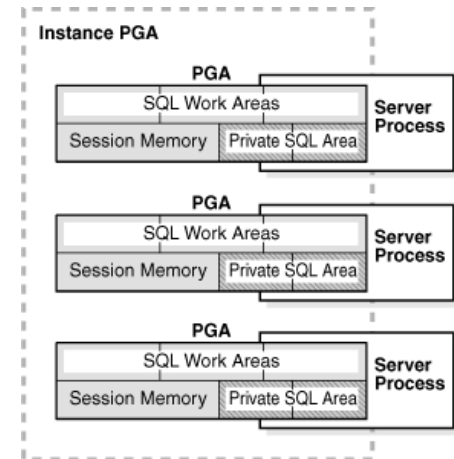 Instance PGA
PGA
SQL Work Areas
Server
Process
Session Memory
Private SQL Area
PGA
SQL Work Areas
Server
Process
Session Memory
Private SQL Area
PGA
SQL Work Areas
Server
Process
Session Memory
Private SQL Area